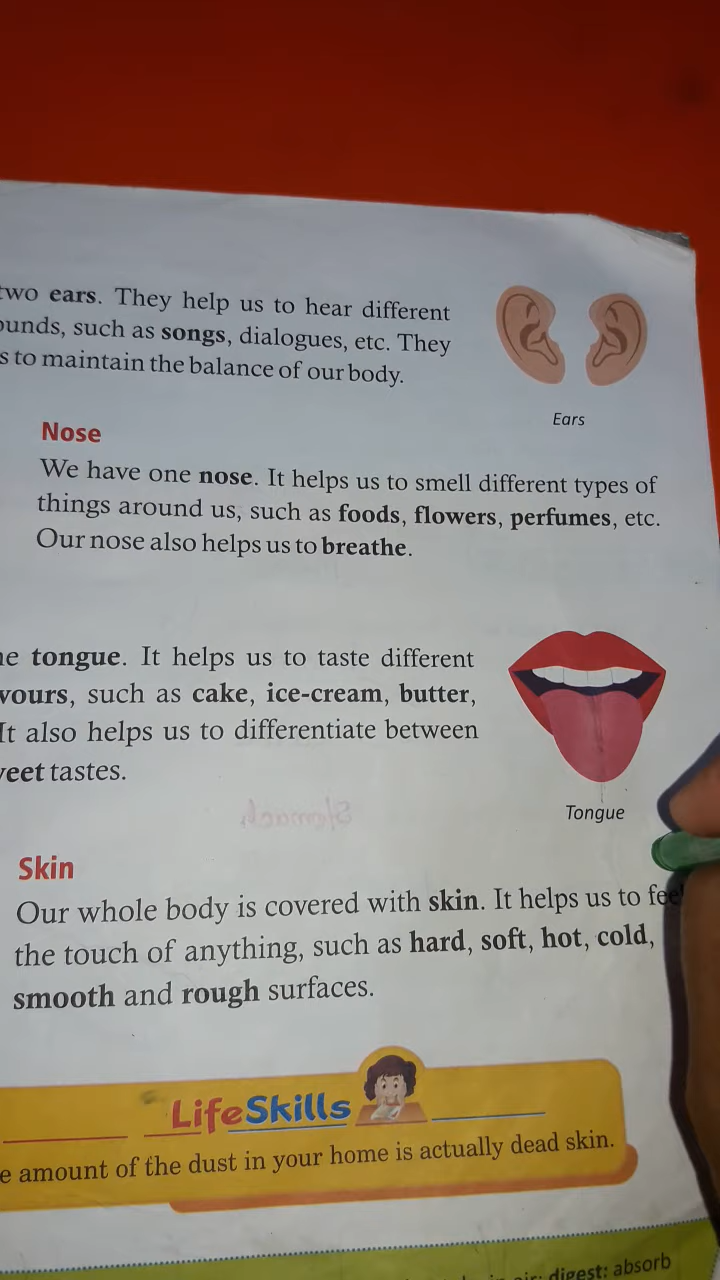 two ears. They help us to hear different
ounds, such as songs, dialogues, etc. They
s to maintain the balance of our body.
Ears
Nose
We have one nose. It helps us to smell different types of
things around us, such as foods, flowers, perfumes, etc.
Our nose also helps us to breathe.
ne tongue. It helps us to taste different
vours, such as cake, ice-cream, butter,
It also helps us to differentiate between
weet tastes.
Tongue
Skin
Our whole body is covered with skin. It helps us to feel
the touch of anything, such as hard, soft, hot, cold,
smooth and rough surfaces.
LifeSkills
e amount of the dust in your home is actually dead skin.
digest: absorb